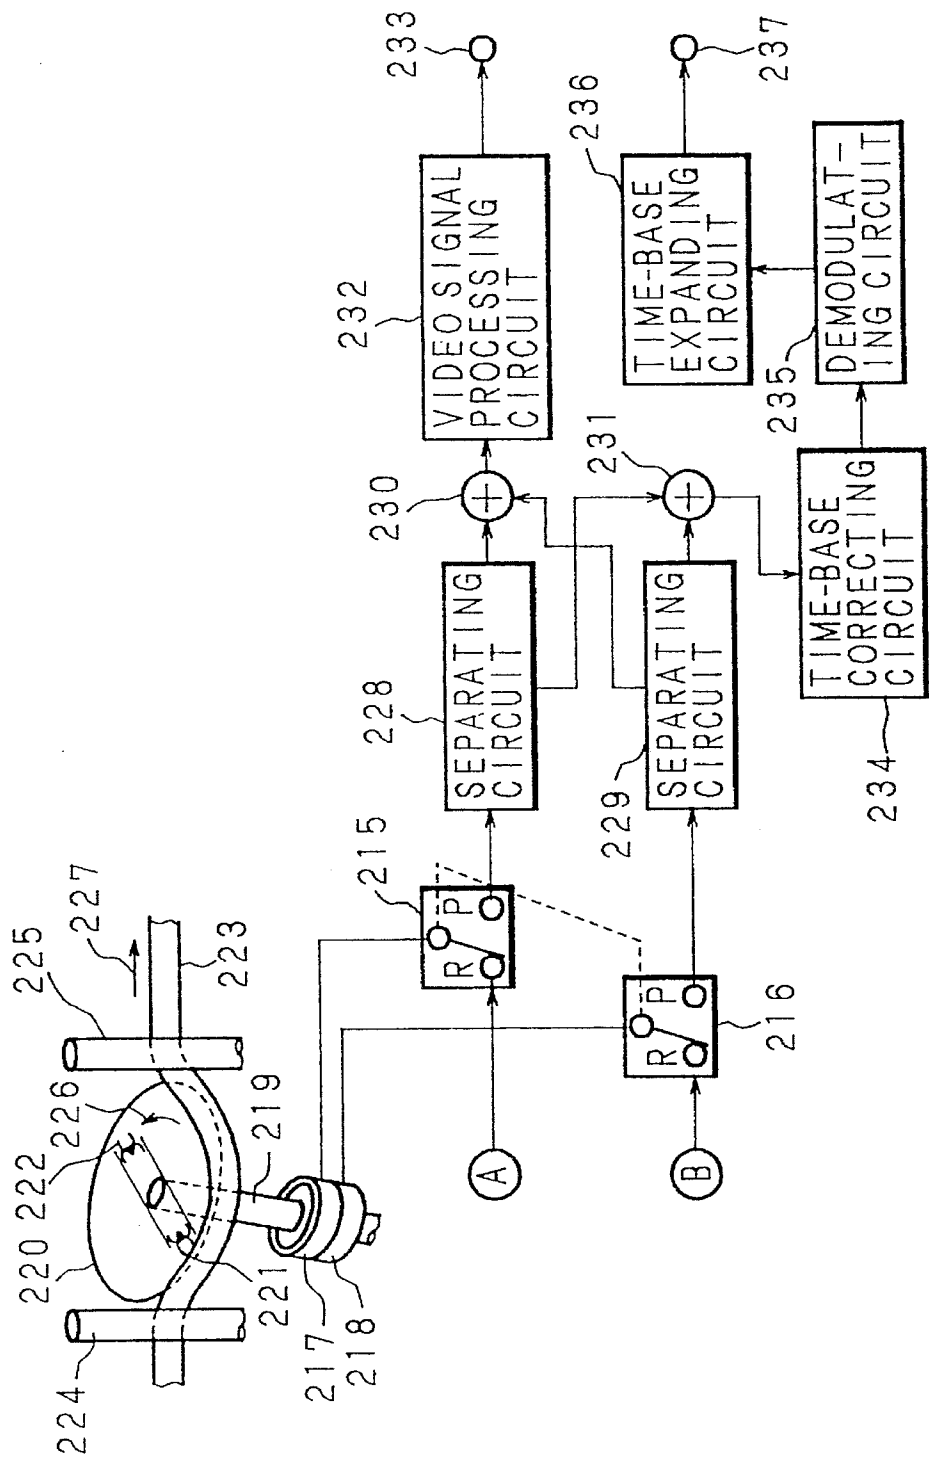 224
220
222
226
225
227
223
221
219
217
218
215
R
P
A
216
R
P
B
228
SEPARATING
CIRCUIT
229
SEPARATING
CIRCUIT
230
231
232
VIDEO SIGNAL
PROCESSING
CIRCUIT
233
234
TIME-BASE
CORRECTING
CIRCUIT
235
DEMODULAT-
ING CIRCUIT
236
TIME-BASE
EXPANDING
CIRCUIT
237